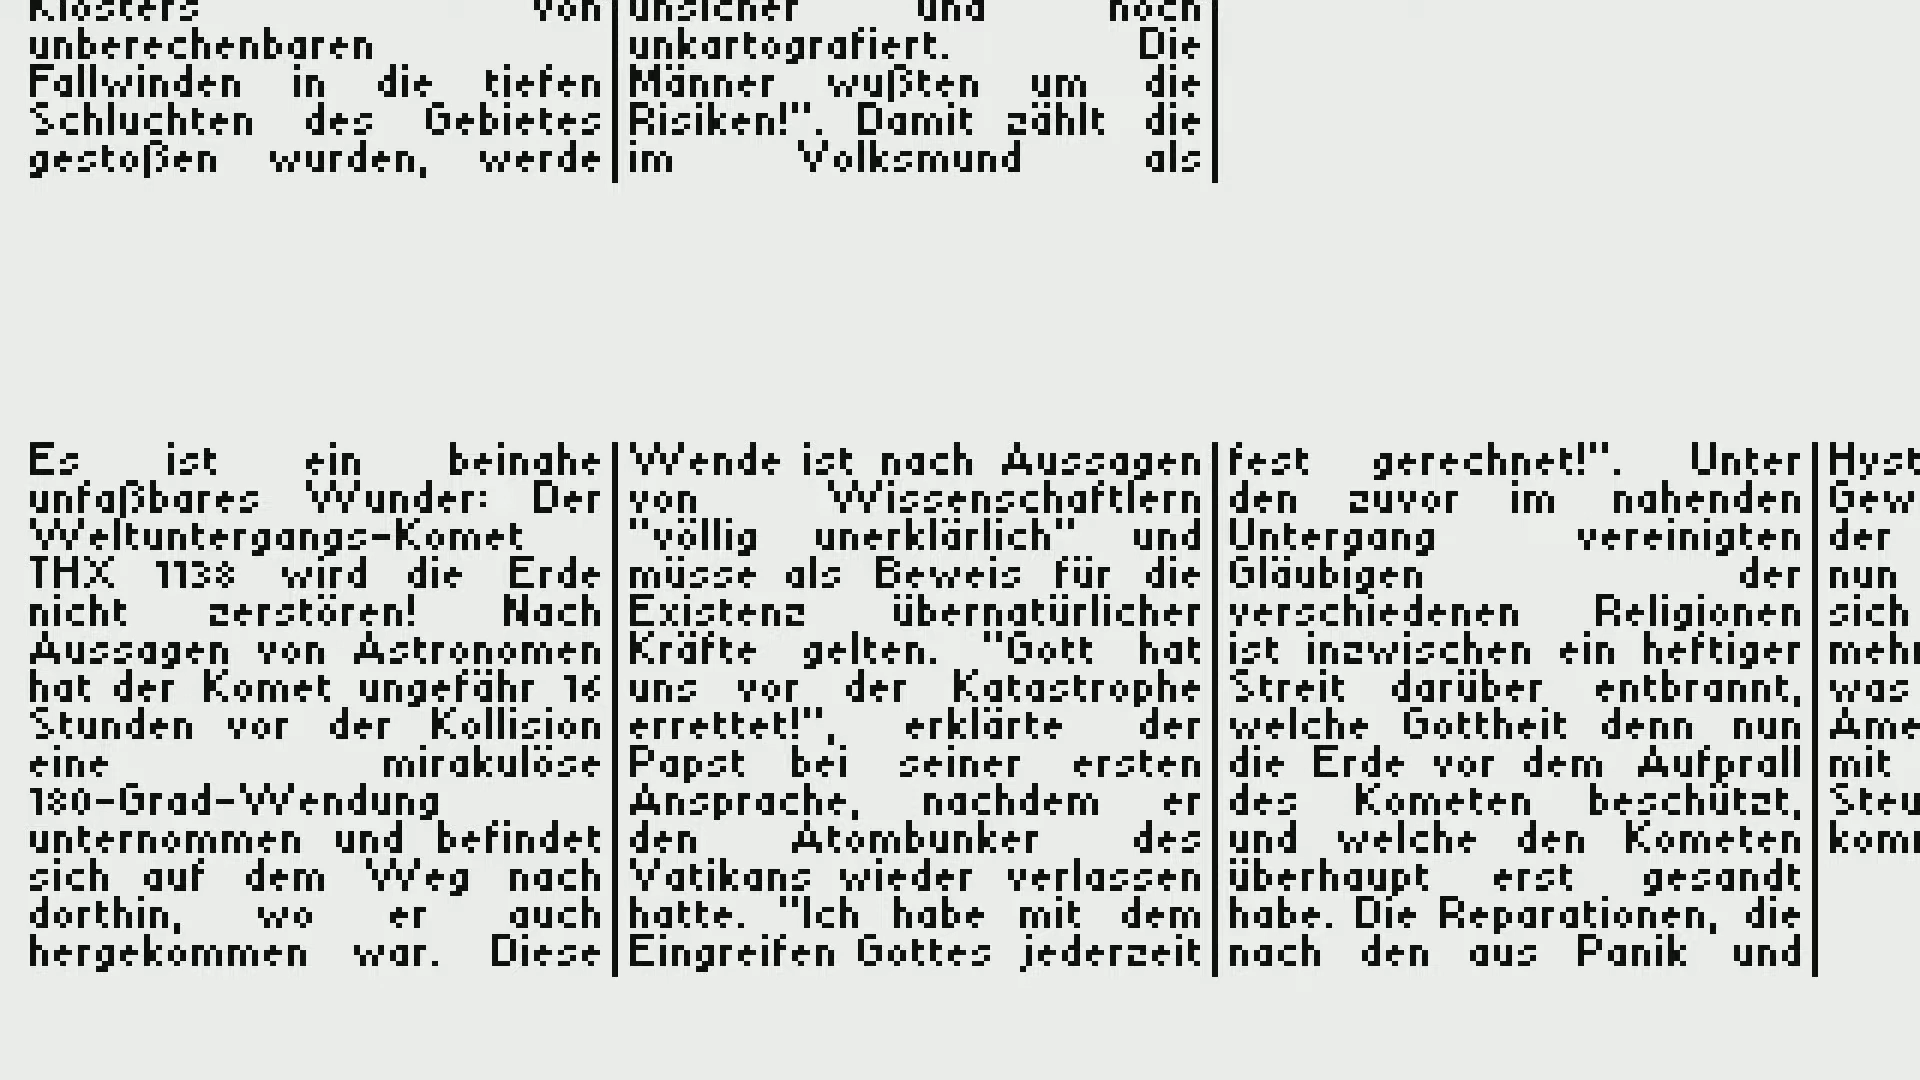 Klosters von
unberechenbaren
Fallwinden in die tiefen
Schluchten des Gebietes
gestoßen wurden, werde
unsicher und noch
unkartografiert. Die
Männer wußten um die
Risiken!". Damit zählt die
im Volksmund als
Es ist ein beinahe
unfaßbares Wunder: Der
Weltuntergangs-Komet
THX 1138 wird die Erde
nicht zerstören! Nach
Aussagen von Astronomen
hat der Komet ungefähr 16
Stunden vor der Kollision
eine mirakulöse
180-Grad-Wendung
unternommen und befindet
sich auf dem Weg nach
dorthin, wo er auch
hergekommen war. Diese
Wende ist nach Aussagen
von Wissenschaftlern
"völlig unerklärlich" und
müsse als Beweis für die
Existenz übernatürlicher
Kräfte gelten. "Gott hat
uns vor der Katastrophe
errettet!", erklärte der
Papst bei seiner ersten
Ansprache, nachdem er
den Atombunker des
Vatikans wieder verlassen
hatte. "Ich habe mit dem
Eingreifen Gottes jederzeit
fest gerechnet!". Unter
den zuvor im nahenden
Untergang vereinigten
Gläubigen der
verschiedenen Religionen
ist inzwischen ein heftiger
Streit darüber entbrannt,
welche Gottheit denn nun
die Erde vor dem Aufprall
des Kometen beschützt,
und welche den Kometen
überhaupt erst gesandt
habe. Die Reparationen, die
nach den aus Panik und
Hyst
Gew
der
nun
sich
mehr
was
Ame
mit
Steu
komm